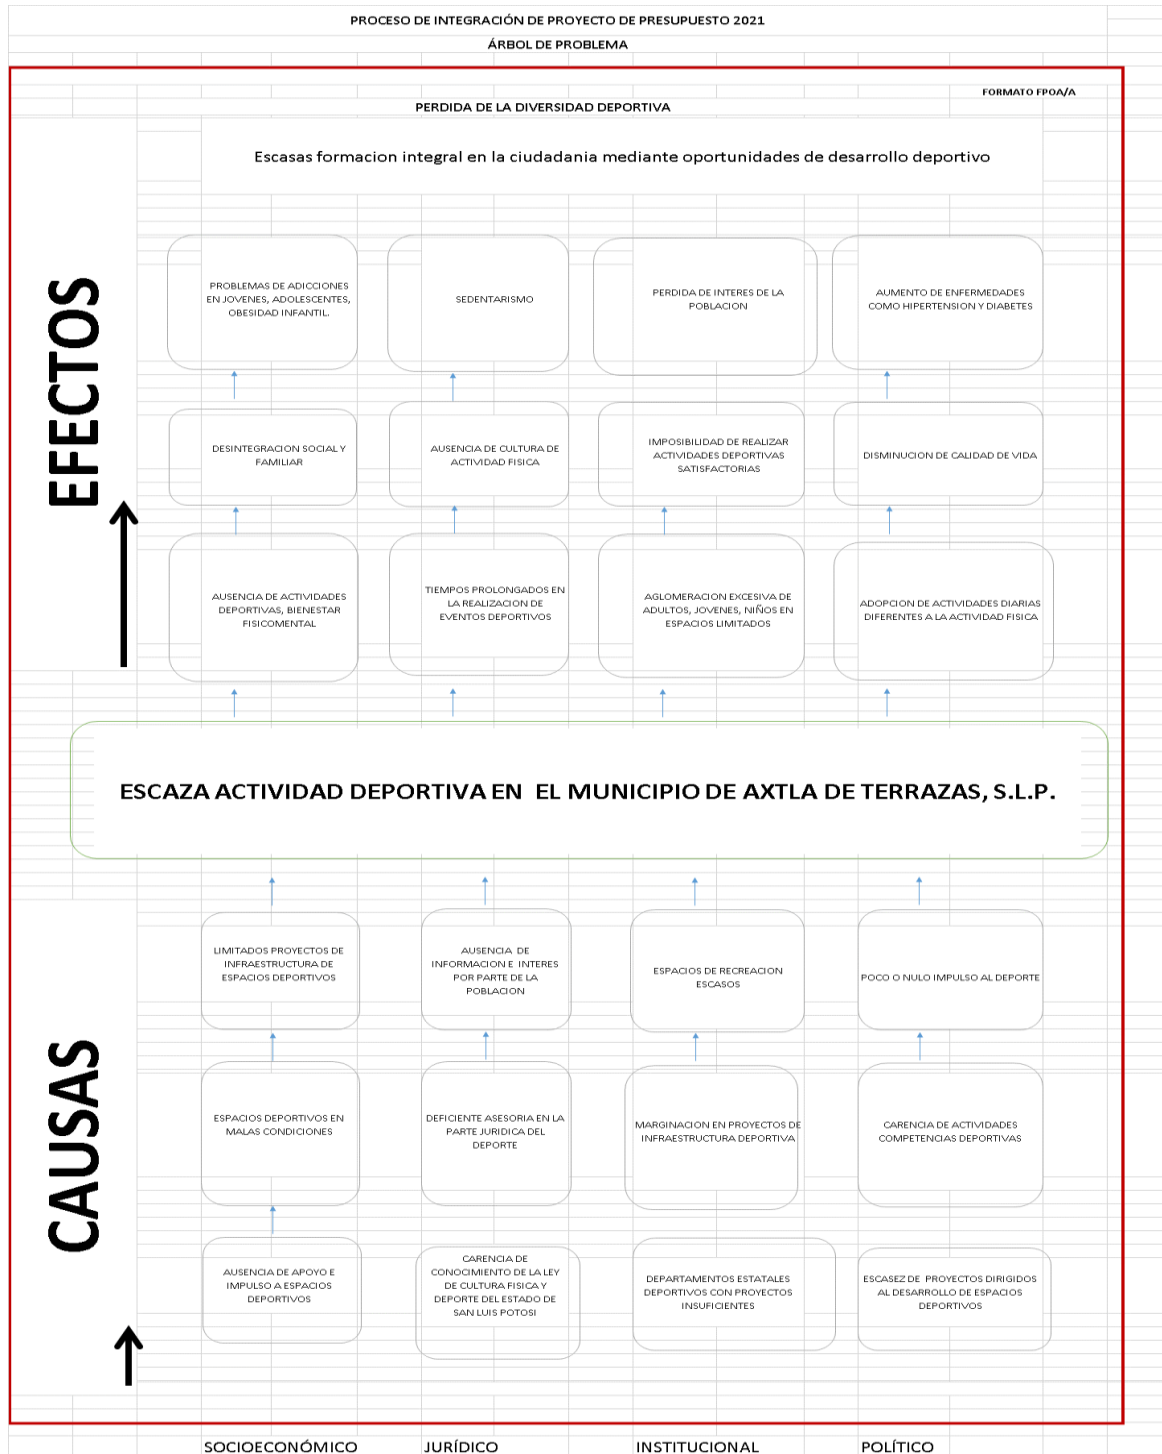 PROCESO DE INTEGRACIÓN DE PROYECTO DE PRESUPUESTO 2021
ÁRBOL DE PROBLEMA
FORMATO FPOA/A
PERDIDA DE LA DIVERSIDAD DEPORTIVA
Escasas formacion integral en la ciudadania mediante oportunidades de desarrollo deportivo
EFECTOS
PROBLEMAS DE ADICCIONES
EN JOVENES, ADOLESCENTES,
OBESIDAD INFANTIL.
SEDENTARISMO
PERDIDA DE INTERES DE LA
POBLACION
AUMENTO DE ENFERMEDADES
COMO HIPERTENSION Y DIABETES
DESINTEGRACION SOCIAL Y
FAMILIAR
AUSENCIA DE CULTURA DE
ACTIVIDAD FISICA
IMPOSIBILIDAD DE REALIZAR
ACTIVIDADES DEPORTIVAS
SATISFACTORIAS
DISMINUCION DE CALIDAD DE VIDA
AUSENCIA DE ACTIVIDADES
DEPORTIVAS, BIENESTAR
FISICOMENTAL
TIEMPOS PROLONGADOS EN
LA REALIZACION DE
EVENTOS DEPORTIVOS
AGLOMERACION EXCESIVA DE
ADULTOS, JOVENES, NIÑOS EN
ESPACIOS LIMITADOS
ADOPCION DE ACTIVIDADES DIARIAS
DIFERENTES A LA ACTIVIDAD FISICA
ESCAZA ACTIVIDAD DEPORTIVA EN EL MUNICIPIO DE AXTLA DE TERRAZAS, S.L.P.
CAUSAS
LIMITADOS PROYECTOS DE
INFRAESTRUCTURA DE
ESPACIOS DEPORTIVOS
AUSENCIA DE
INFORMACION E INTERES
POR PARTE DE LA
POBLACION
ESPACIOS DE RECREACION
ESCASOS
POCO O NULO IMPULSO AL DEPORTE
ESPACIOS DEPORTIVOS EN
MALAS CONDICIONES
DEFICIENTE ASESORIA EN LA
PARTE JURIDICA DEL
DEPORTE
MARGINACION EN PROYECTOS DE
INFRAESTRUCTURA DEPORTIVA
CARENCIA DE ACTIVIDADES
COMPETENCIAS DEPORTIVAS
AUSENCIA DE APOYO E
IMPULSO A ESPACIOS
DEPORTIVOS
CARENCIA DE
CONOCIMIENTO DE LA LEY
DE CULTURA FISICA Y
DEPORTE DEL ESTADO DE
SAN LUIS POTOSI
DEPARTAMENTOS ESTATALES
DEPORTIVOS CON PROYECTOS
INSUFICIENTES
ESCASEZ DE PROYECTOS DIRIGIDOS
AL DESARROLLO DE ESPACIOS
DEPORTIVOS
SOCIOECONÓMICO
JURÍDICO
INSTITUCIONAL
POLÍTICO